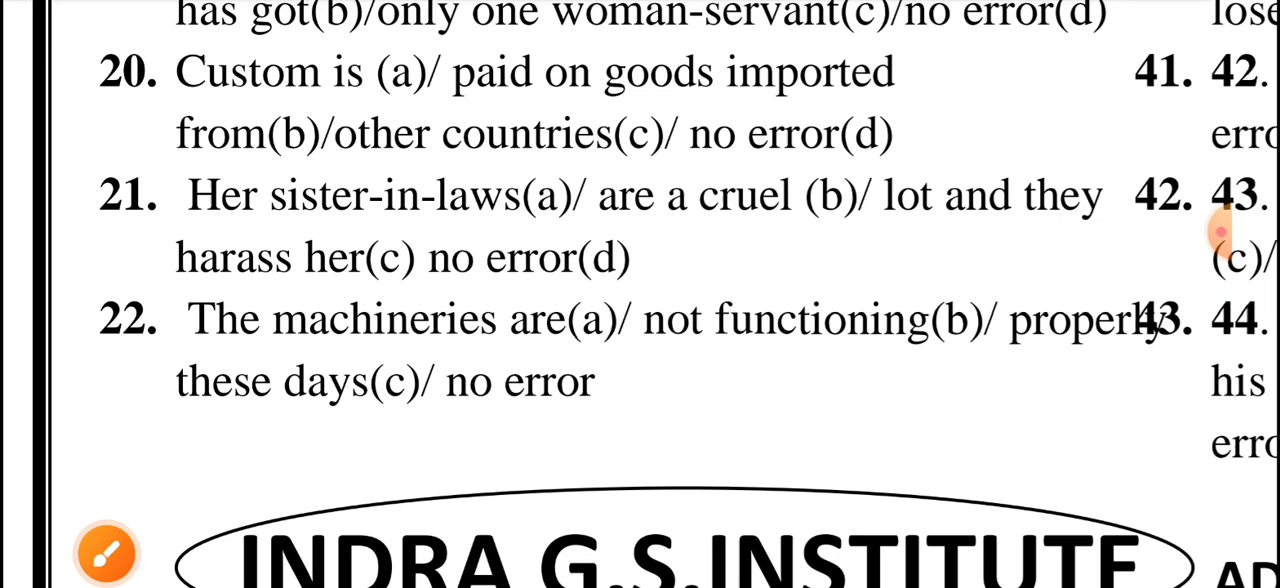 has got(b)/only one woman-servant(c)/no error(d)
20. Custom is (a)/ paid on goods imported
from(b)/other countries(c)/ no error(d)
21. Her sister-in-laws(a)/ are a cruel (b)/ lot and they
harass her(c) no error(d)
22. The machineries are(a)/ not functioning(b)/ properly
these days(c)/ no error
41. 42.
42. 43.
(c)/
43. 44.
his
INDRA G.S.INSTITUTE